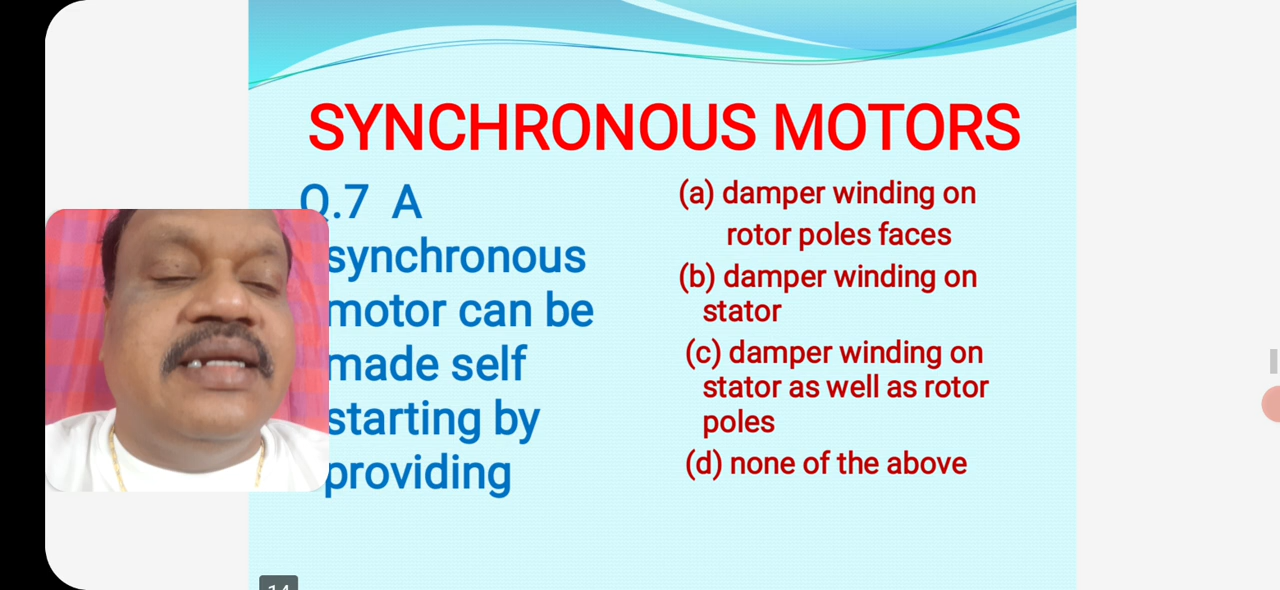 SYNCHRONOUS MOTORS
Q.7 A
synchronous
motor can be
made self
starting by
providing
(a) damper winding on
rotor poles faces
(b) damper winding on
stator
(c) damper winding on
stator as well as rotor
poles
(d) none of the above